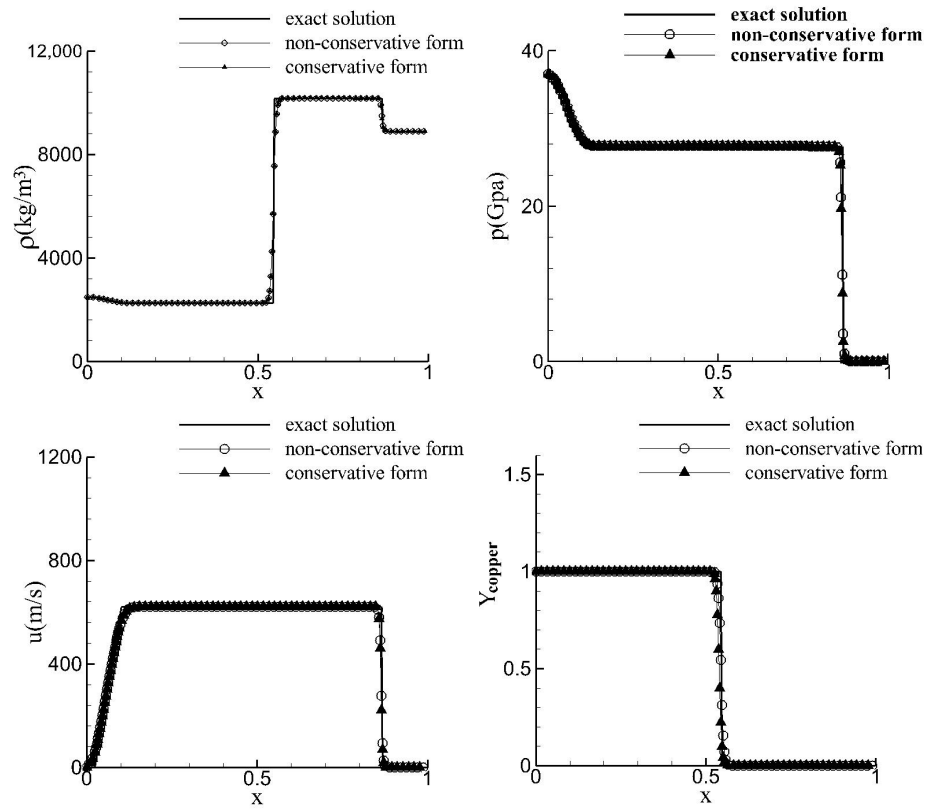 exact solution
non-conservative form
conservative form
12,000
8000
4000
0
ρ(kg/m³)
0
0.5
1
x
exact solution
non-conservative form
conservative form
40
20
0
p(Gpa)
0
0.5
1
x
exact solution
non-conservative form
conservative form
1200
800
400
0
u(m/s)
0
0.5
1
x
exact solution
non-conservative form
conservative form
1.5
1
0.5
0
Ycopper
0
0.5
1
x